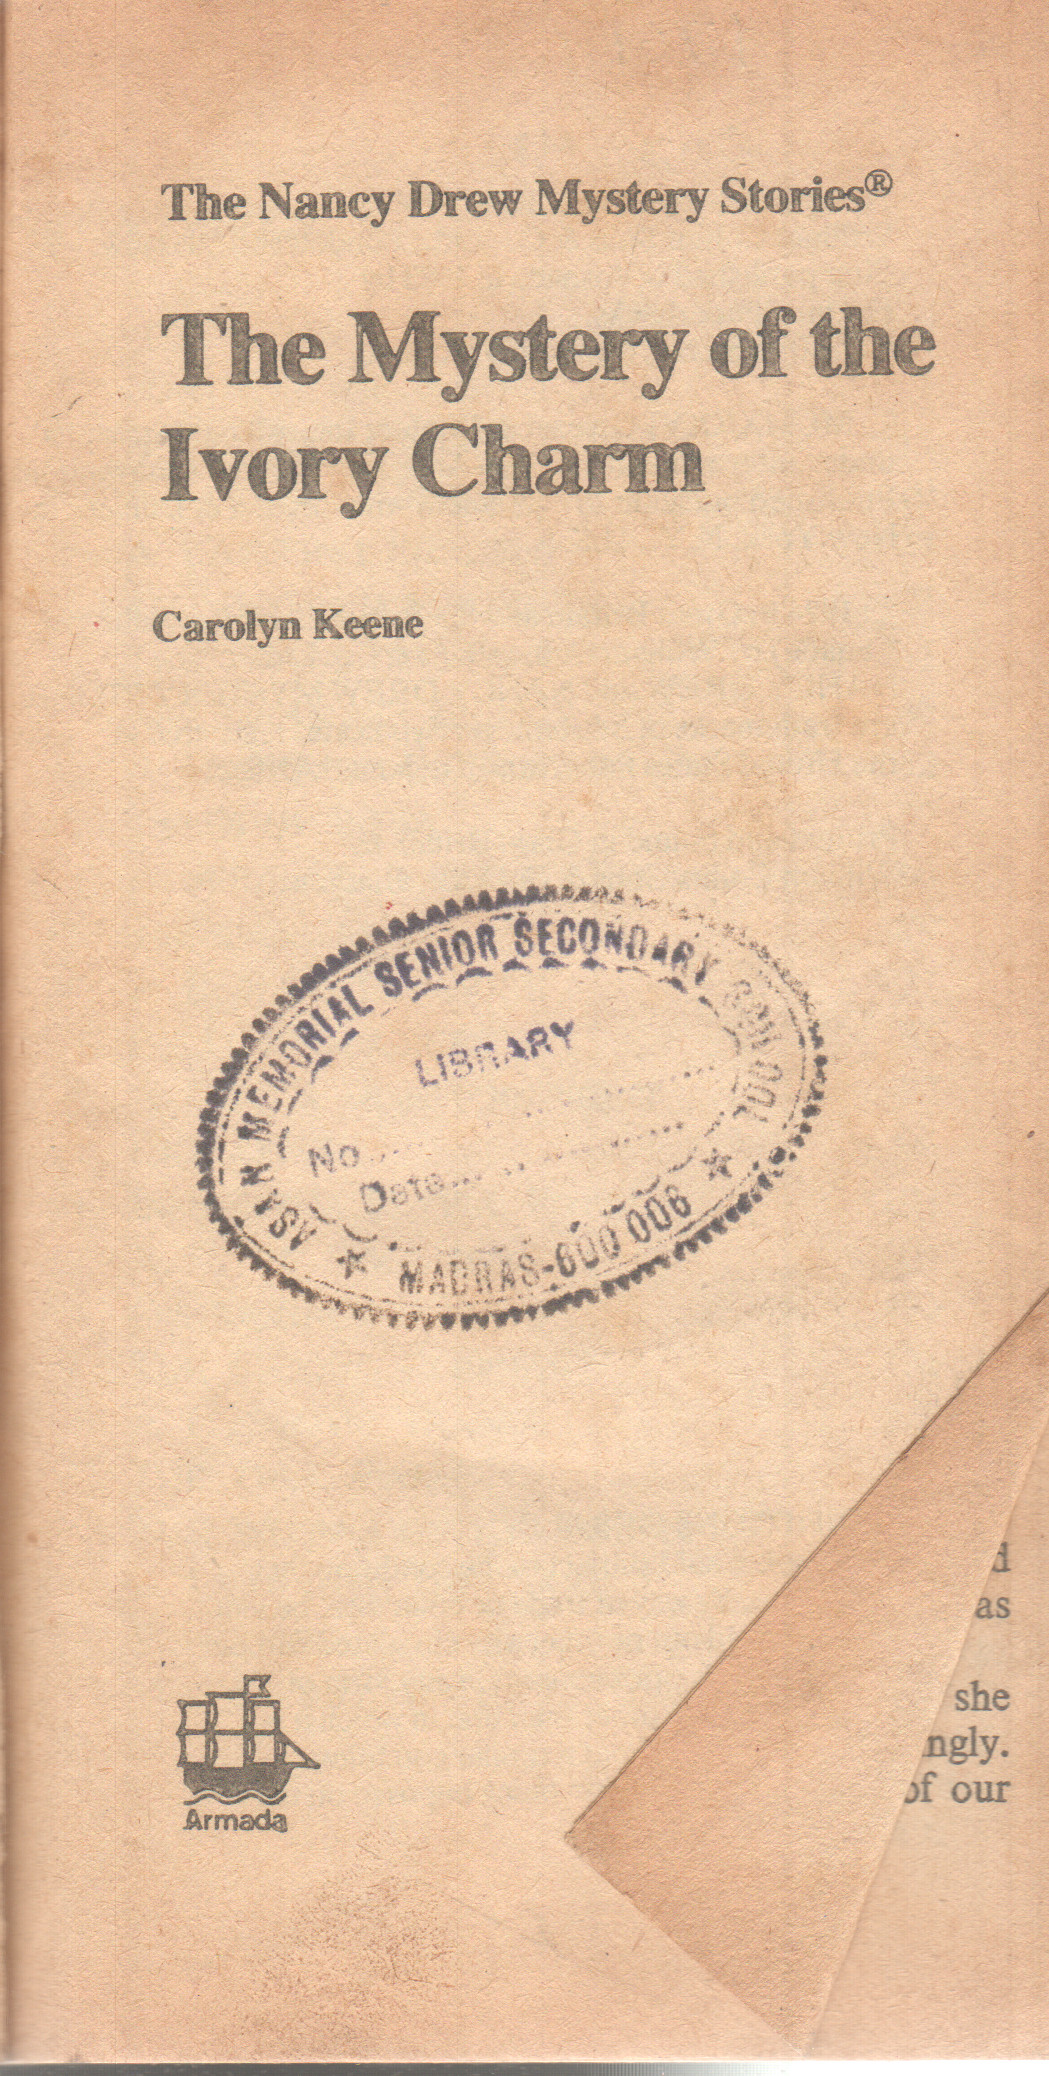 The Nancy Drew Mystery Stories®
The Mystery of the
Ivory Charm
Carolyn Keene
ASAN MEMORIAL SENIOR SECONDARY SCHOOL
LIBRARY
No.....
Date.....
★ MADRAS-600 006 ★
d
as
she
ngly.
of our
Armada